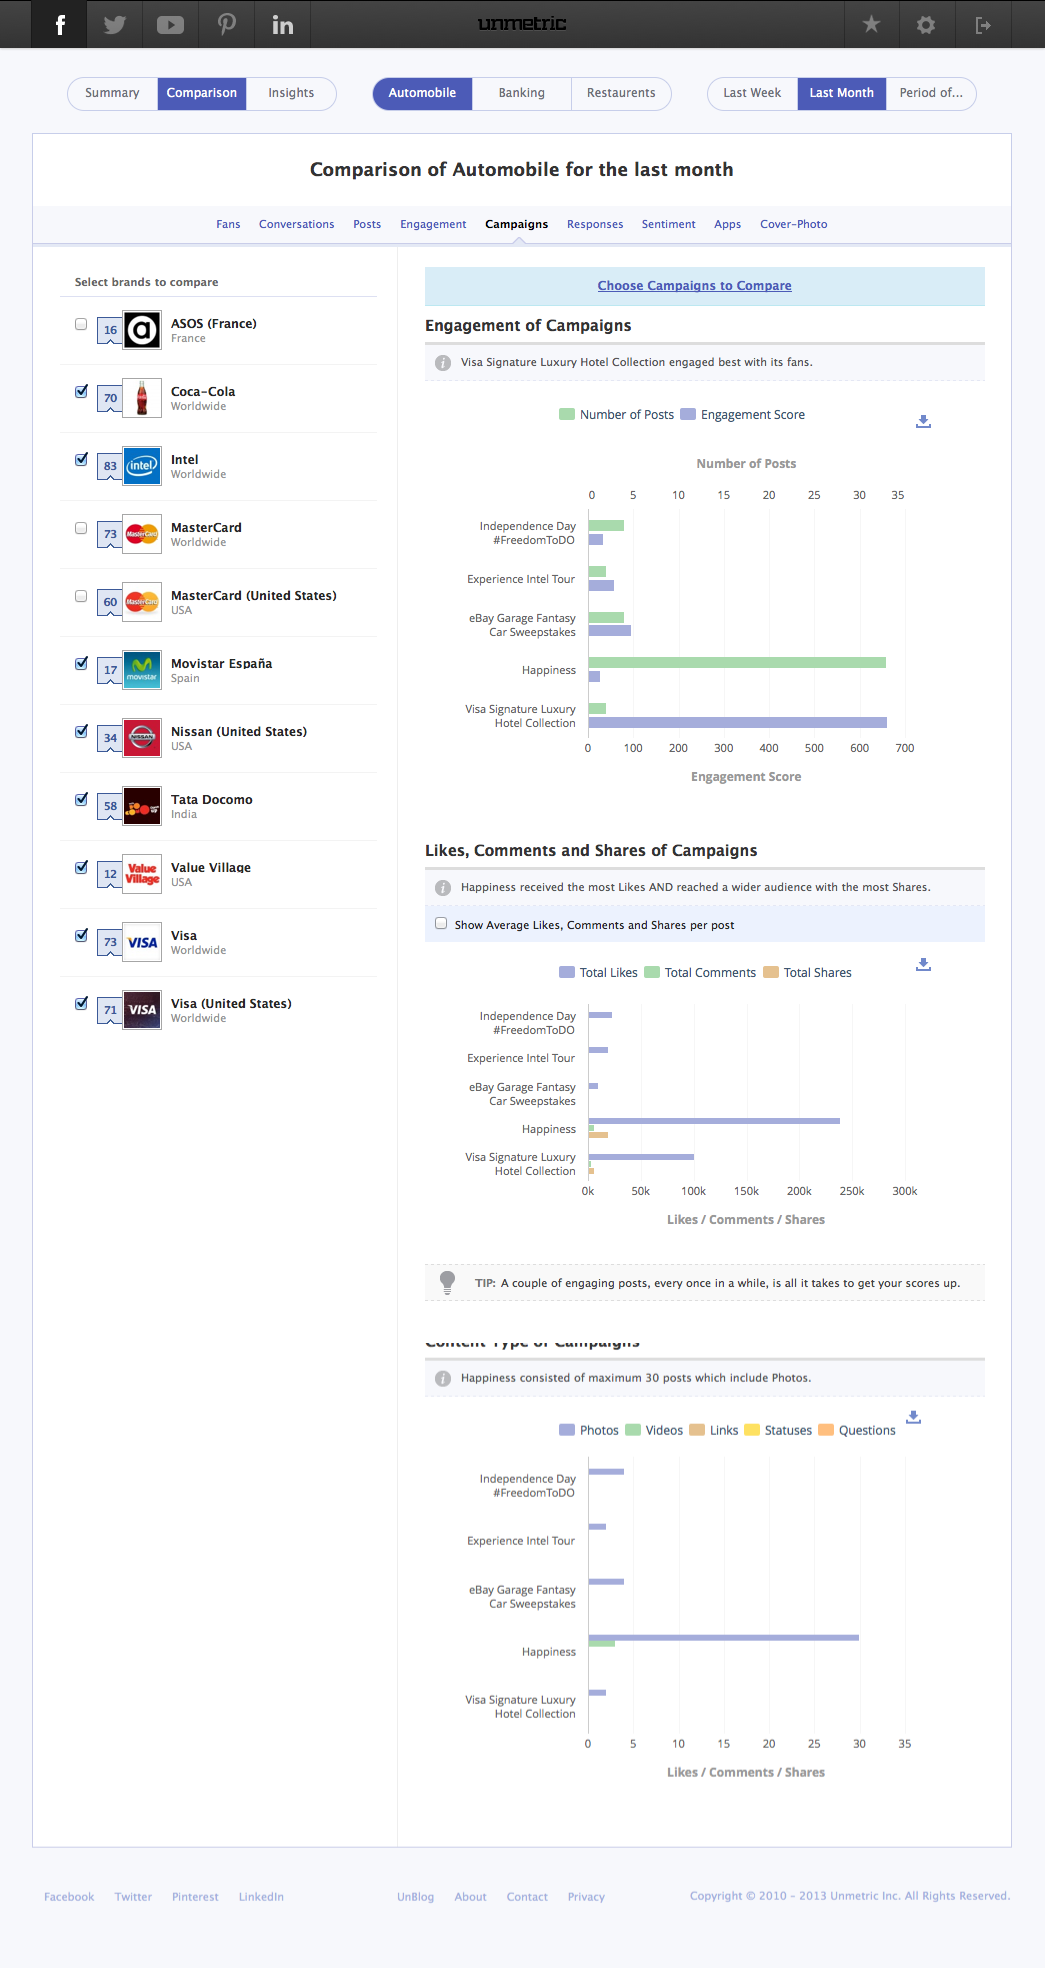 unmetric
Summary Comparison Insights
Automobile Banking Restaurents
Last Week Last Month Period of...
Comparison of Automobile for the last month
Fans Conversations Posts Engagement Campaigns Responses Sentiment Apps Cover-Photo
Select brands to compare
16 ASOS (France)
France
70 Coca-Cola
Worldwide
83 intel Intel
Worldwide
73 MasterCard MasterCard
Worldwide
60 MasterCard MasterCard (United States)
USA
17 movistar Movistar España
Spain
34 NISSAN Nissan (United States)
USA
58 Tata Docomo
India
12 Value Village Value Village
USA
73 VISA Visa
Worldwide
71 VISA Visa (United States)
Worldwide
Choose Campaigns to Compare
Engagement of Campaigns
Visa Signature Luxury Hotel Collection engaged best with its fans.
Number of Posts Engagement Score
Number of Posts
0 5 10 15 20 25 30 35
Independence Day
#FreedomToDO
Experience Intel Tour
eBay Garage Fantasy
Car Sweepstakes
Happiness
Visa Signature Luxury
Hotel Collection
0 100 200 300 400 500 600 700
Engagement Score
Likes, Comments and Shares of Campaigns
Happiness received the most Likes AND reached a wider audience with the most Shares.
Show Average Likes, Comments and Shares per post
Total Likes Total Comments Total Shares
Independence Day
#FreedomToDO
Experience Intel Tour
eBay Garage Fantasy
Car Sweepstakes
Happiness
Visa Signature Luxury
Hotel Collection
0k 50k 100k 150k 200k 250k 300k
Likes / Comments / Shares
TIP: A couple of engaging posts, every once in a while, is all it takes to get your scores up.
Content Type of Campaigns
Happiness consisted of maximum 30 posts which include Photos.
Photos Videos Links Statuses Questions
Independence Day
#FreedomToDO
Experience Intel Tour
eBay Garage Fantasy
Car Sweepstakes
Happiness
Visa Signature Luxury
Hotel Collection
0 5 10 15 20 25 30 35
Likes / Comments / Shares
Facebook Twitter Pinterest LinkedIn
UnBlog About Contact Privacy
Copyright © 2010 - 2013 Unmetric Inc. All Rights Reserved.